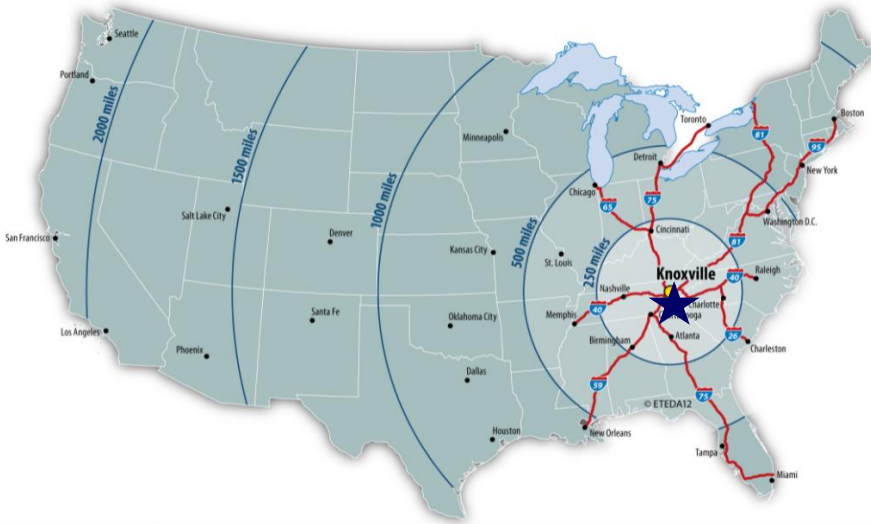 Seattle
Portland
2000 miles
1500 miles
1000 miles
Minneapolis
Toronto
81
Boston
95
Detroit
New York
Chicago
65
75
Salt Lake City
500 miles
Washington D.C.
San Francisco
Denver
Kansas City
St. Louis
Cincinnati
81
250 miles
Knoxville
40
Raleigh
Nashville
Charlotte
Santa Fe
Oklahoma City
Memphis
40
Los Angeles
Phoenix
Birmingham
Atlanta
26
Charleston
Dallas
59
75
© ETEDA12
Houston
New Orleans
Tampa
Miami